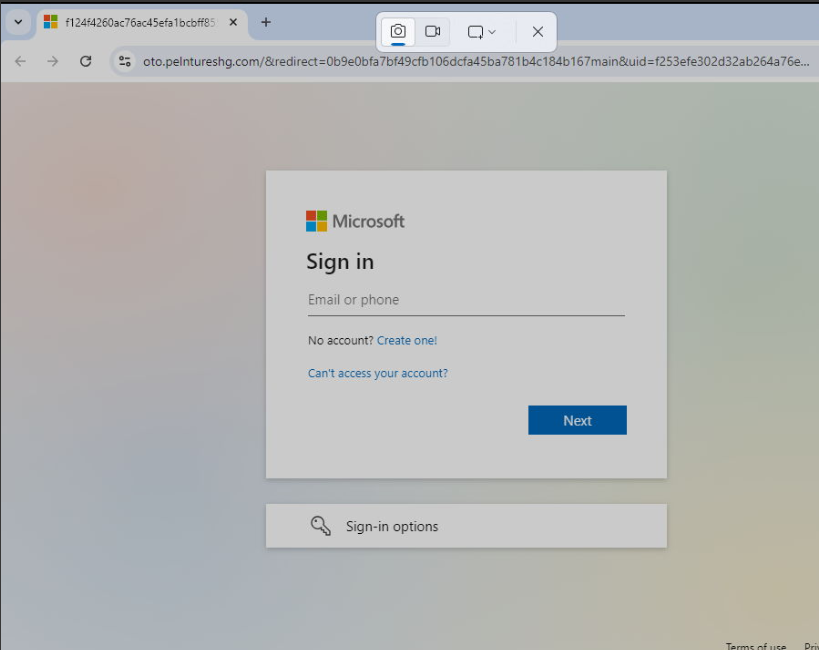 f124f4260ac76ac45efa1bcbff85
oto.pelntureshg.com/&redirect=0b9e0bfa7bf49cfb106dcfa45ba781b4c184b167main&uid=f253efe302d32ab264a76e...
Microsoft
Sign in
Email or phone
No account? Create one!
Can't access your account?
Next
Sign-in options
Terms of use